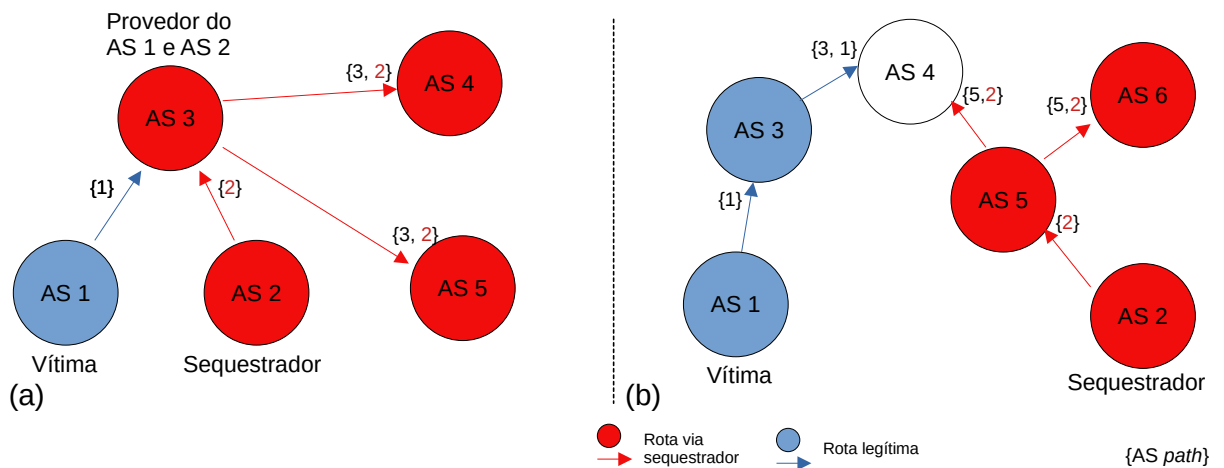 Provedor do
AS 1 e AS 2
AS 3
{3, 2}
AS 4
{1}
{2}
{3, 2}
AS 1
AS 2
AS 5
Vítima
Sequestrador
(a)
{3, 1}
AS 4
{5,2}
{5,2}
AS 6
AS 3
{1}
AS 5
{2}
AS 1
AS 2
Vítima
Sequestrador
(b)
Rota via
sequestrador
Rota legítima
{AS path}